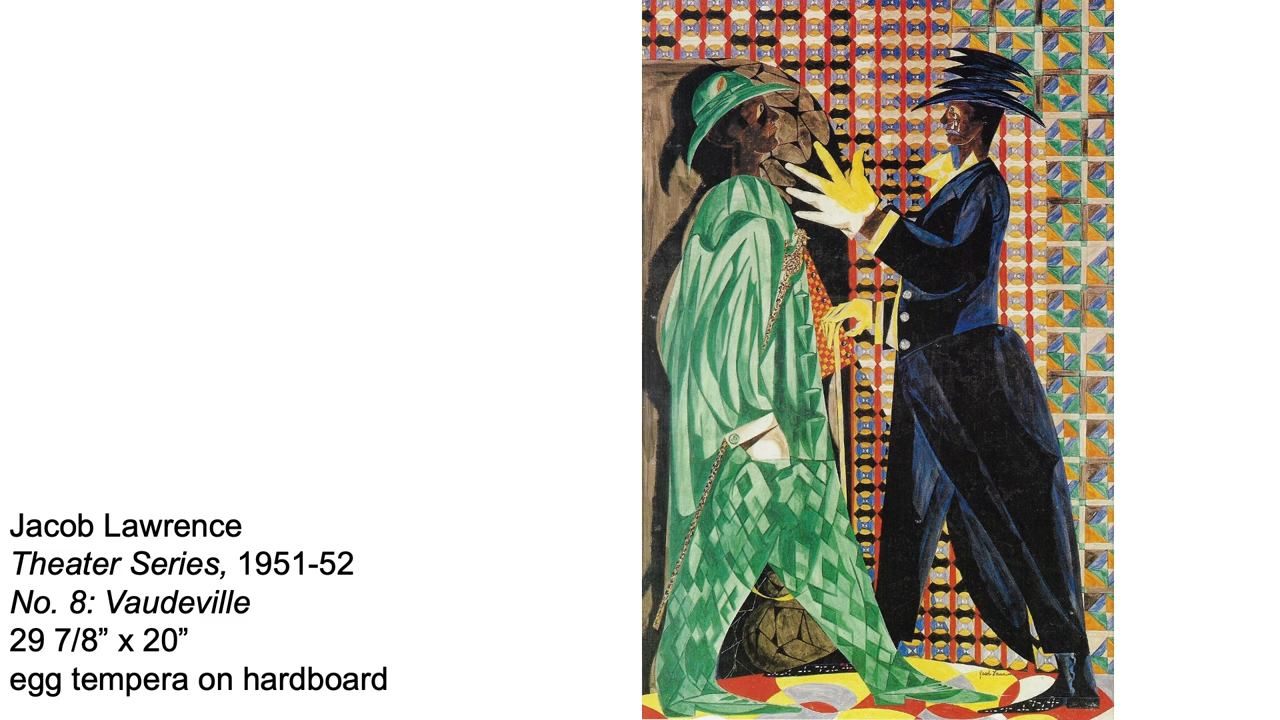 Jacob Lawrence
Theater Series, 1951-52
No. 8: Vaudeville
29 7/8” x 20”
egg tempera on hardboard